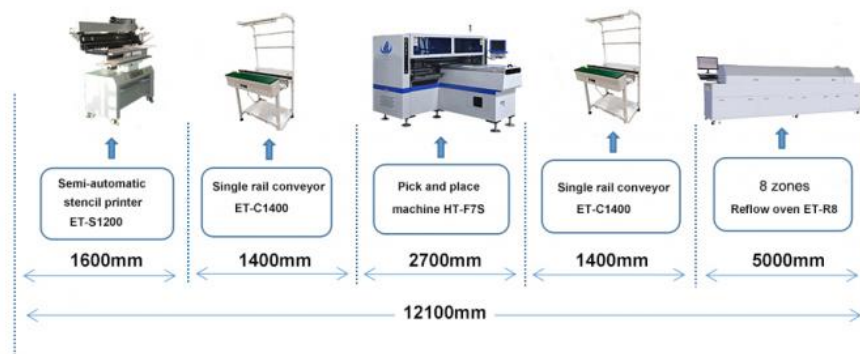 Semi-automatic
stencil printer
ET-S1200
Single rail conveyor
ET-C1400
Pick and place
machine HT-F7S
Single rail conveyor
ET-C1400
8 zones
Reflow oven ET-R8
1600mm
1400mm
2700mm
1400mm
5000mm
12100mm